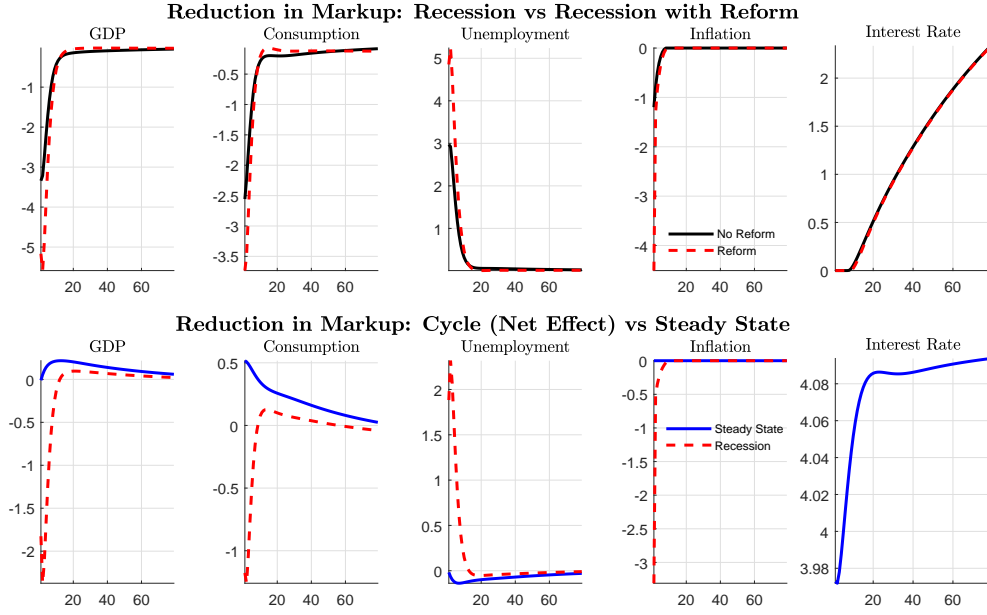 Reduction in Markup: Recession vs Recession with Reform
GDP
Consumption
Unemployment
Inflation
Interest Rate
-1
-2
-3
-4
-5
20 40 60
-0.5
-1
-1.5
-2
-2.5
-3
-3.5
20 40 60
5
4
3
2
1
20 40 60
0
-1
-2
-3
-4
No Reform
Reform
20 40 60
2
1.5
1
0.5
0
20 40 60
Reduction in Markup: Cycle (Net Effect) vs Steady State
GDP
Consumption
Unemployment
Inflation
Interest Rate
0
-0.5
-1
-1.5
-2
20 40 60
0.5
0
-0.5
-1
20 40 60
2
1.5
1
0.5
0
20 40 60
0
-0.5
-1
-1.5
-2
-2.5
-3
Steady State
Recession
20 40 60
4.08
4.06
4.04
4.02
4
3.98
20 40 60